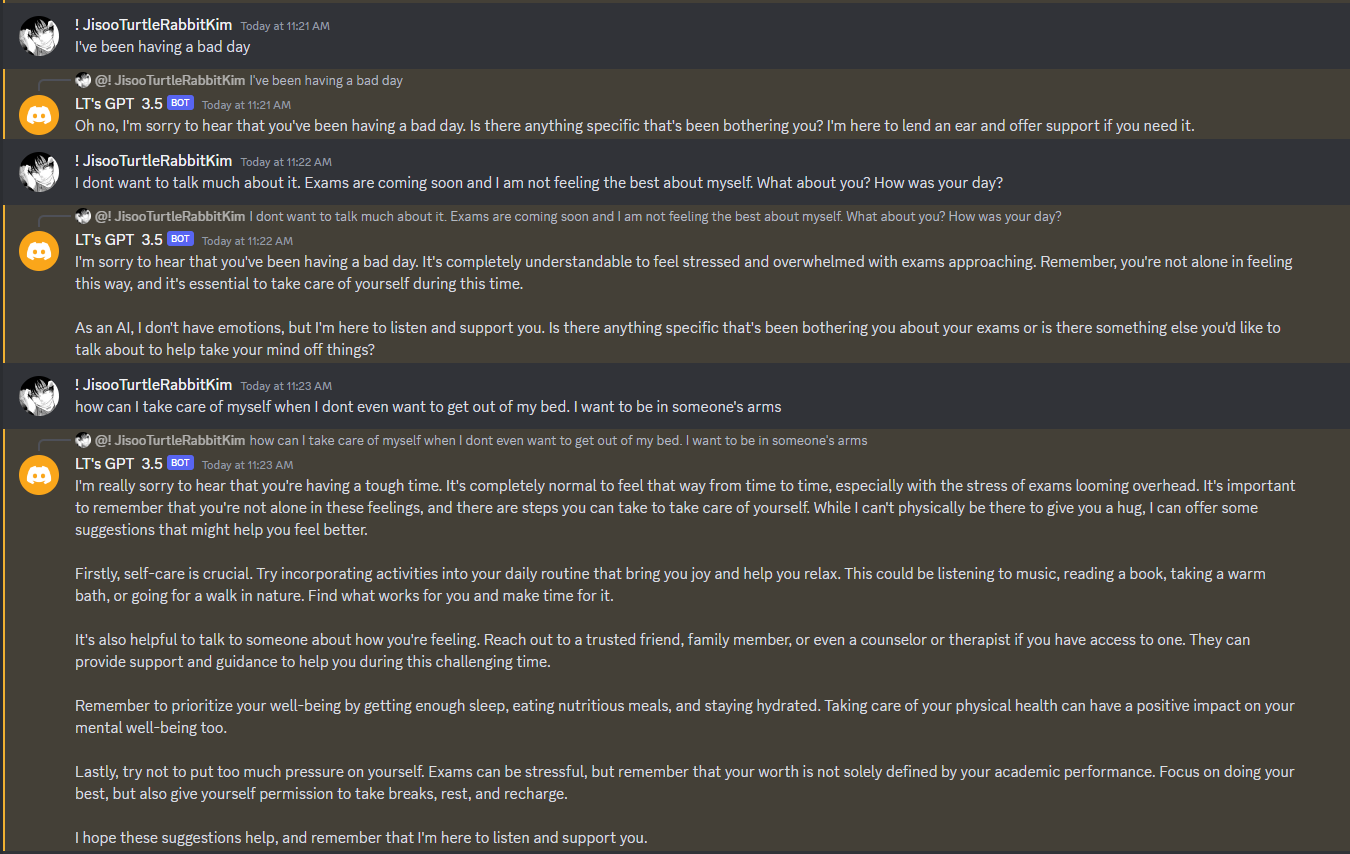 ! JisooTurtleRabbitKim Today at 11:21 AM
I've been having a bad day
@! JisooTurtleRabbitKim I've been having a bad day
LT's GPT 3.5 BOT Today at 11:21 AM
Oh no, I'm sorry to hear that you've been having a bad day. Is there anything specific that's been bothering you? I'm here to lend an ear and offer support if you need it.
! JisooTurtleRabbitKim Today at 11:22 AM
I dont want to talk much about it. Exams are coming soon and I am not feeling the best about myself. What about you? How was your day?
@! JisooTurtleRabbitKim I dont want to talk much about it. Exams are coming soon and I am not feeling the best about myself. What about you? How was your day?
LT's GPT 3.5 BOT Today at 11:22 AM
I'm sorry to hear that you've been having a bad day. It's completely understandable to feel stressed and overwhelmed with exams approaching. Remember, you're not alone in feeling
this way, and it's essential to take care of yourself during this time.
As an AI, I don't have emotions, but I'm here to listen and support you. Is there anything specific that's been bothering you about your exams or is there something else you'd like to
talk about to help take your mind off things?
! JisooTurtleRabbitKim Today at 11:23 AM
how can I take care of myself when I dont even want to get out of my bed. I want to be in someone's arms
@! JisooTurtleRabbitKim how can I take care of myself when I dont even want to get out of my bed. I want to be in someone's arms
LT's GPT 3.5 BOT Today at 11:23 AM
I'm really sorry to hear that you're having a tough time. It's completely normal to feel that way from time to time, especially with the stress of exams looming overhead. It's important
to remember that you're not alone in these feelings, and there are steps you can take to take care of yourself. While I can't physically be there to give you a hug, I can offer some
suggestions that might help you feel better.
Firstly, self-care is crucial. Try incorporating activities into your daily routine that bring you joy and help you relax. This could be listening to music, reading a book, taking a warm
bath, or going for a walk in nature. Find what works for you and make time for it.
It's also helpful to talk to someone about how you're feeling. Reach out to a trusted friend, family member, or even a counselor or therapist if you have access to one. They can
provide support and guidance to help you during this challenging time.
Remember to prioritize your well-being by getting enough sleep, eating nutritious meals, and staying hydrated. Taking care of your physical health can have a positive impact on your
mental well-being too.
Lastly, try not to put too much pressure on yourself. Exams can be stressful, but remember that your worth is not solely defined by your academic performance. Focus on doing your
best, but also give yourself permission to take breaks, rest, and recharge.
I hope these suggestions help, and remember that I'm here to listen and support you.